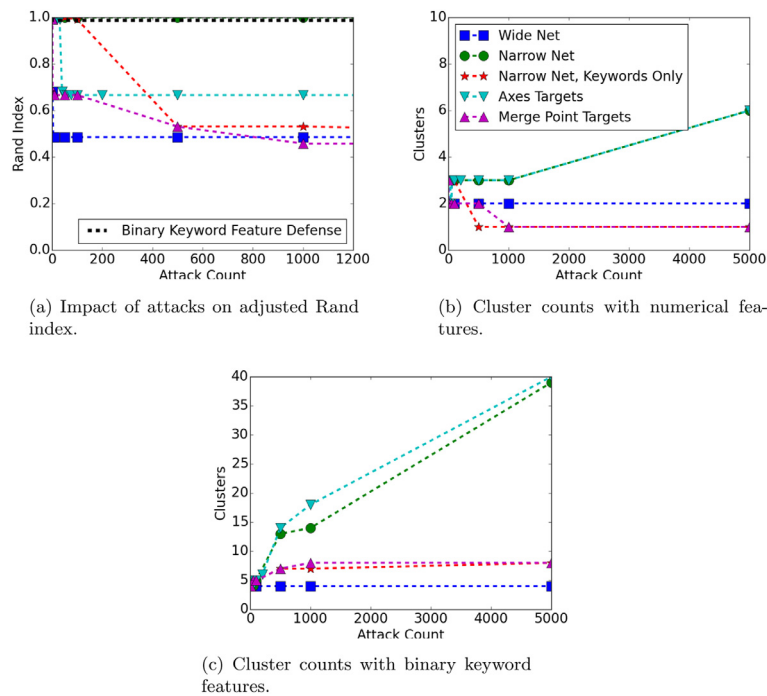 1.0
0.8
0.6
0.4
0.2
0.0
Rand Index
0 200 400 600 800 1000 1200
Attack Count
Binary Keyword Feature Defense
(a) Impact of attacks on adjusted Rand
index.
10
8
6
4
2
0
Clusters
0 1000 2000 3000 4000 5000
Attack Count
Wide Net
Narrow Net
Narrow Net, Keywords Only
Axes Targets
Merge Point Targets
(b) Cluster counts with numerical fea-
tures.
40
35
30
25
20
15
10
5
0
Clusters
0 1000 2000 3000 4000 5000
Attack Count
(c) Cluster counts with binary keyword
features.